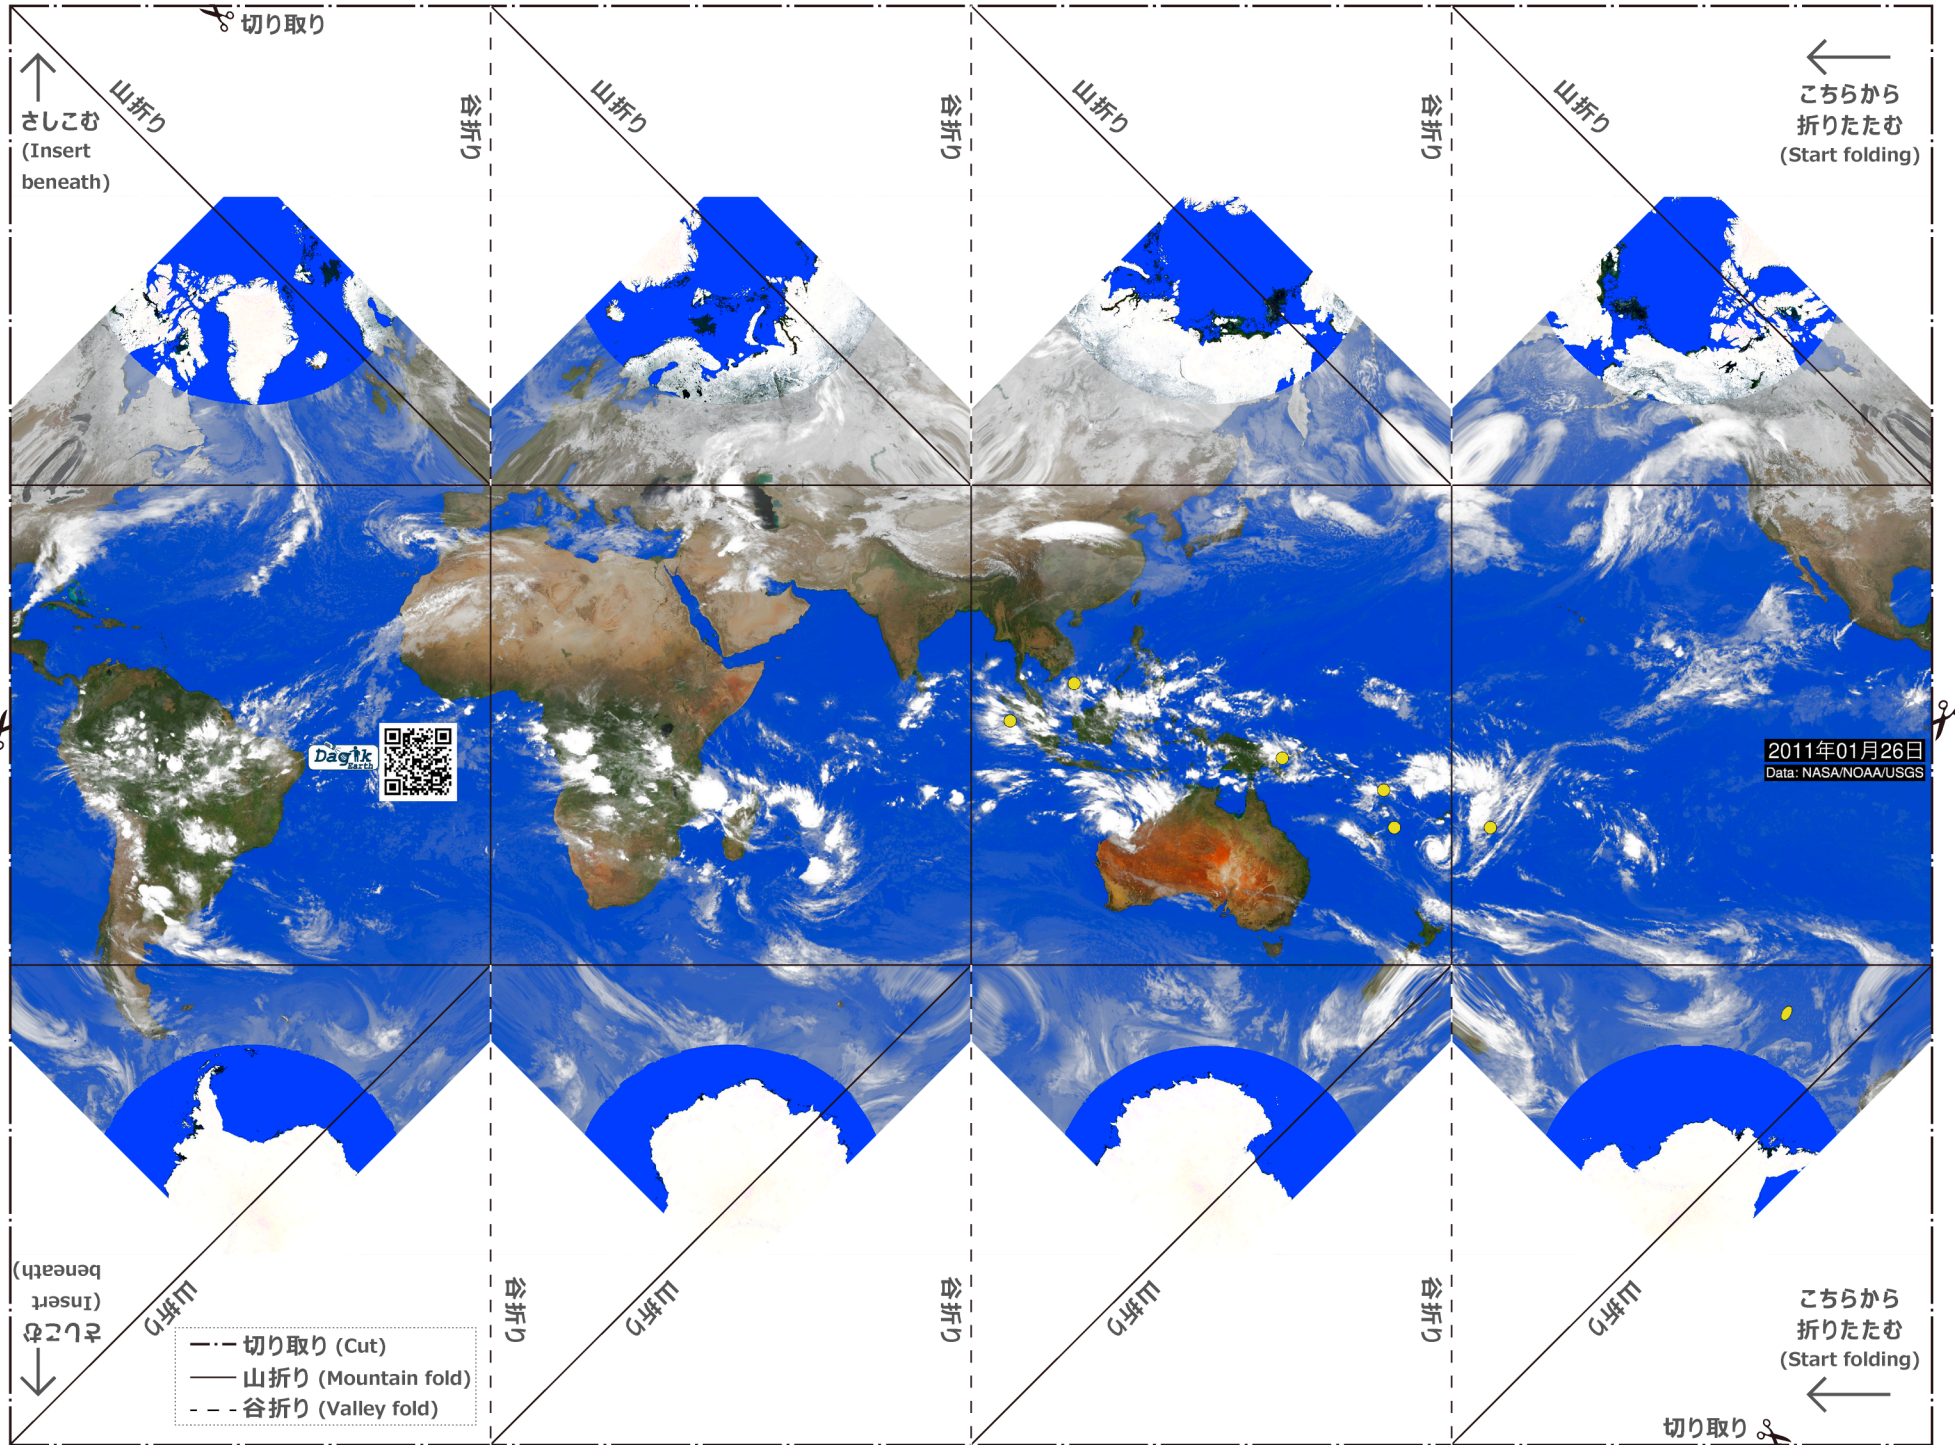 切り取り
山折り
谷折り
山折り
谷折り
山折り
谷折り
山折り
さしこむ
(Insert
beneath)
こちらから
折りたたむ
(Start folding)
Dagik
Earth
2011年01月26日
Data: NASA/NOAA/USGS
さしこむ
(Insert
beneath)
山折り
谷折り
山折り
谷折り
山折り
谷折り
山折り
こちらから
折りたたむ
(Start folding)
切り取り (Cut)
山折り (Mountain fold)
谷折り (Valley fold)
切り取り